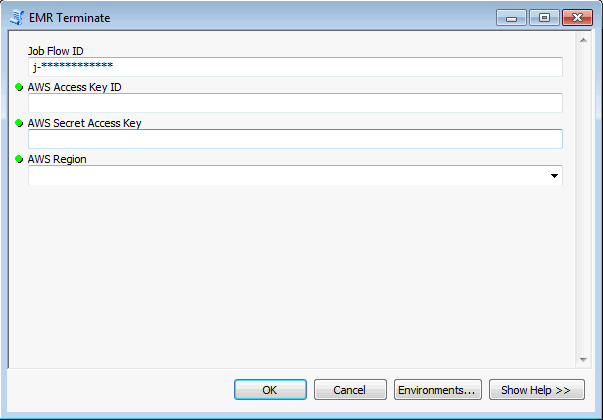 EMR Terminate
Job Flow ID
j-************
AWS Access Key ID
AWS Secret Access Key
AWS Region
OK
Cancel
Environments...
Show Help >>